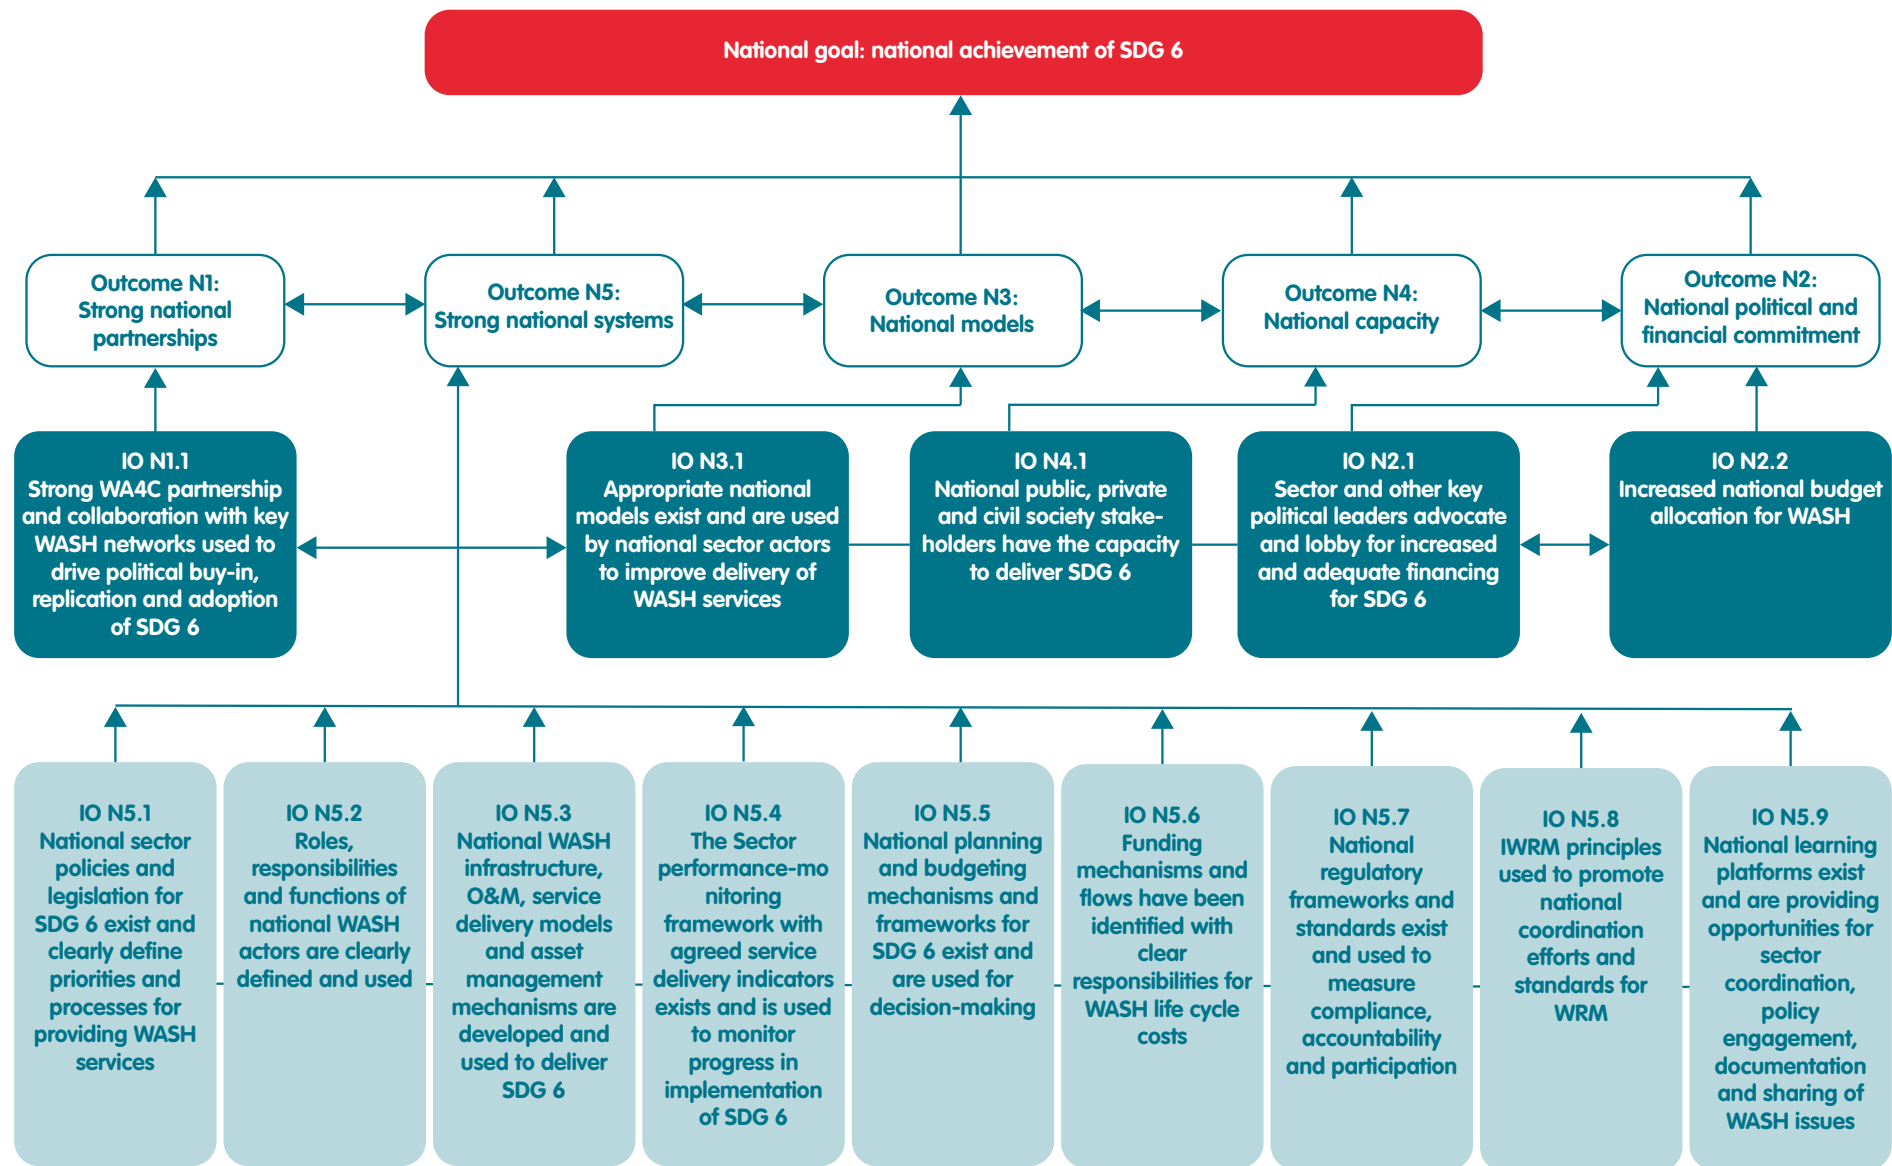 National goal: national achievement of SDG 6
Outcome N1:
Strong national
partnerships
Outcome N5:
Strong national systems
Outcome N3:
National models
Outcome N4:
National capacity
Outcome N2:
National political and
financial commitment
IO N1.1
Strong WA4C partnership
and collaboration with key
WASH networks used to
drive political buy-in,
replication and adoption
of SDG 6
IO N3.1
Appropriate national
models exist and are used
by national sector actors
to improve delivery of
WASH services
IO N4.1
National public, private
and civil society stake-
holders have the capacity
to deliver SDG 6
IO N2.1
Sector and other key
political leaders advocate
and lobby for increased
and adequate financing
for SDG 6
IO N2.2
Increased national budget
allocation for WASH
IO N5.1
National sector
policies and
legislation for
SDG 6 exist and
clearly define
priorities and
processes for
providing WASH
services
IO N5.2
Roles,
responsibilities
and functions of
national WASH
actors are clearly
defined and used
IO N5.3
National WASH
infrastructure,
O&M, service
delivery models
and asset
management
mechanisms are
developed and
used to deliver
SDG 6
IO N5.4
The Sector
performance-mo
nitoring
framework with
agreed service
delivery indicators
exists and is used
to monitor
progress in
implementation
of SDG 6
IO N5.5
National planning
and budgeting
mechanisms and
frameworks for
SDG 6 exist and
are used for
decision-making
IO N5.6
Funding
mechanisms and
flows have been
identified with
clear
responsibilities for
WASH life cycle
costs
IO N5.7
National
regulatory
frameworks and
standards exist
and used to
measure
compliance,
accountability
and participation
IO N5.8
IWRM principles
used to promote
national
coordination
efforts and
standards for
WRM
IO N5.9
National learning
platforms exist
and are providing
opportunities for
sector
coordination,
policy
engagement,
documentation
and sharing of
WASH issues